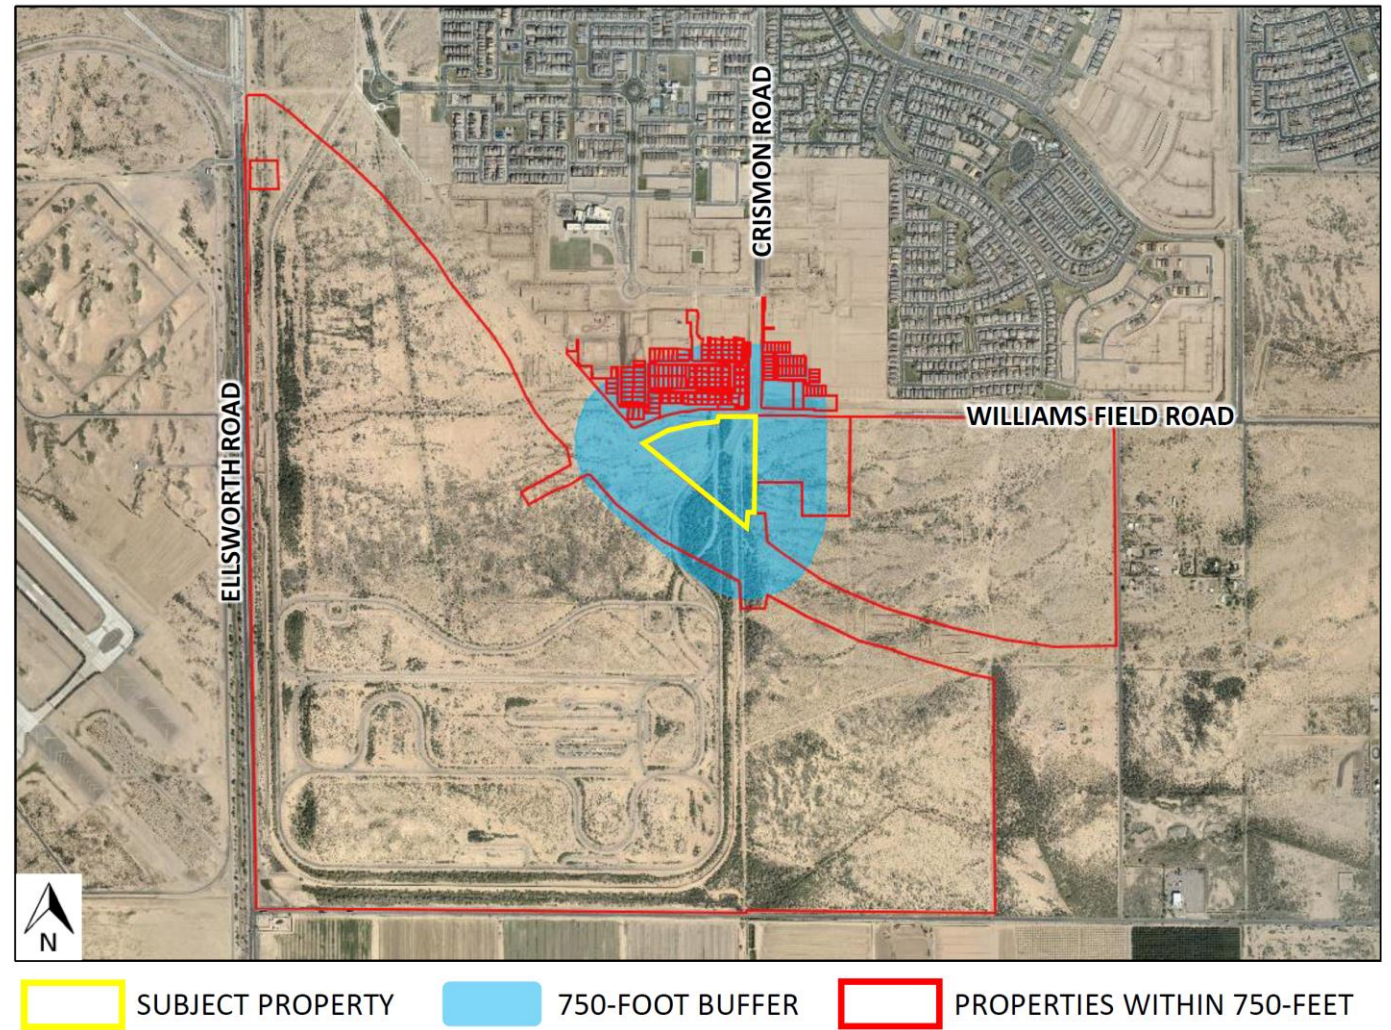 CRISMON ROAD
WILLIAMS FIELD ROAD
ELLSWORTH ROAD
N
SUBJECT PROPERTY
750-FOOT BUFFER
PROPERTIES WITHIN 750-FEET